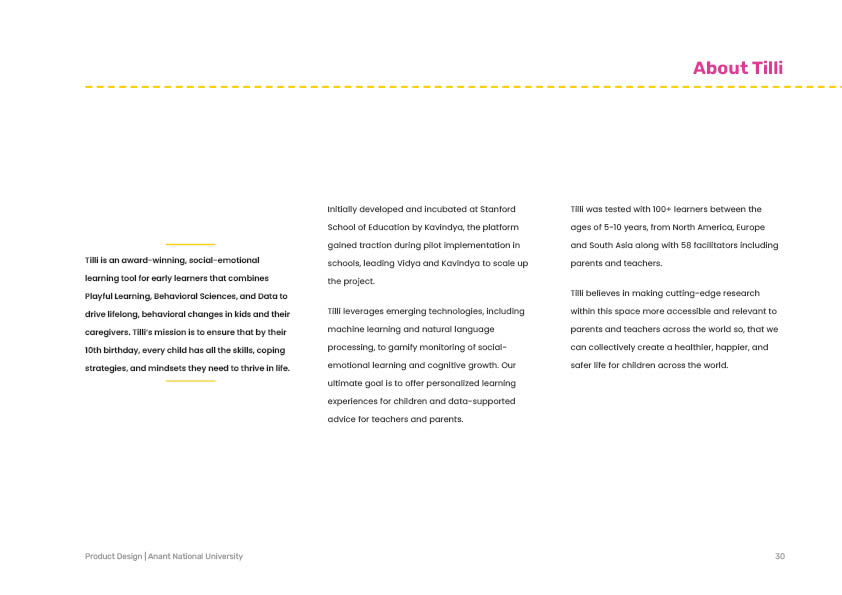 About Tilli
Tilli is an award-winning, social-emotional
learning tool for early learners that combines
Playful Learning, Behavioral Sciences, and Data to
drive lifelong, behavioral changes in kids and their
caregivers. Tilli's mission is to ensure that by their
10th birthday, every child has all the skills, coping
strategies, and mindsets they need to thrive in life.
Initially developed and incubated at Stanford
School of Education by Kavindya, the platform
gained traction during pilot implementation in
schools, leading Vidya and Kavindya to scale up
the project.
Tilli leverages emerging technologies, including
machine learning and natural language
processing, to gamify monitoring of social-
emotional learning and cognitive growth. Our
ultimate goal is to offer personalized learning
experiences for children and data-supported
advice for teachers and parents.
Tilli was tested with 100+ learners between the
ages of 5-10 years, from North America, Europe
and South Asia along with 58 facilitators including
parents and teachers.
Tilli believes in making cutting-edge research
within this space more accessible and relevant to
parents and teachers across the world so, that we
can collectively create a healthier, happier, and
safer life for children across the world.
Product Design | Anant National University
30